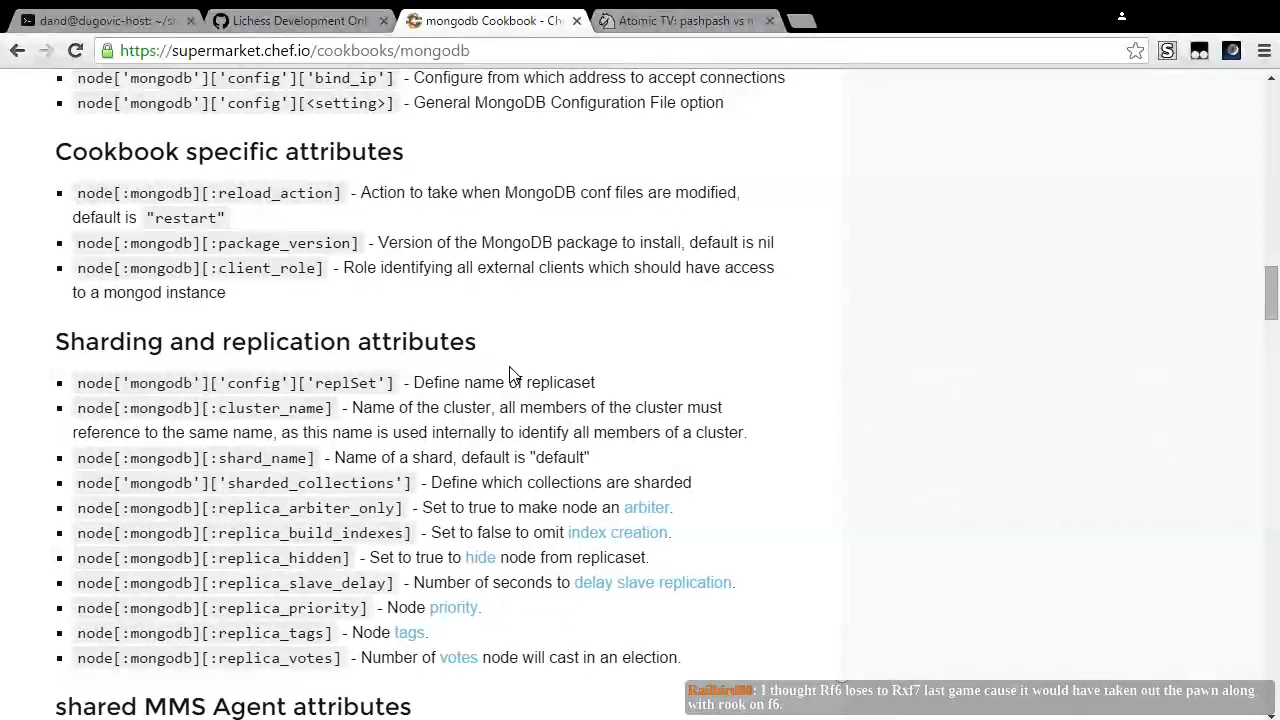 dand@dugovic-host: ~/s
Lichess Development Onl
mongodb Cookbook - Che
Atomic TV: pashpash vs n
https://supermarket.chef.io/cookbooks/mongodb
node['mongodb']['config']['bind_ip'] - Configure from which address to accept connections
node['mongodb']['config'][<setting>] - General MongoDB Configuration File option
Cookbook specific attributes
node[:mongodb][:reload_action] - Action to take when MongoDB conf files are modified,
default is "restart"
node[:mongodb][:package_version] - Version of the MongoDB package to install, default is nil
node[:mongodb][:client_role] - Role identifying all external clients which should have access
to a mongod instance
Sharding and replication attributes
node['mongodb']['config']['replSet'] - Define name of replicaset
node[:mongodb][:cluster_name] - Name of the cluster, all members of the cluster must
reference to the same name, as this name is used internally to identify all members of a cluster.
node[:mongodb][:shard_name] - Name of a shard, default is "default"
node['mongodb']['sharded_collections'] - Define which collections are sharded
node[:mongodb][:replica_arbiter_only] - Set to true to make node an arbiter.
node[:mongodb][:replica_build_indexes] - Set to false to omit index creation.
node[:mongodb][:replica_hidden] - Set to true to hide node from replicaset.
node[:mongodb][:replica_slave_delay] - Number of seconds to delay slave replication.
node[:mongodb][:replica_priority] - Node priority.
node[:mongodb][:replica_tags] - Node tags.
node[:mongodb][:replica_votes] - Number of votes node will cast in an election.
shared MMS Agent attributes
: I thought Rf6 loses to Rxf7 last game cause it would have taken out the pawn along
with rook on f6.